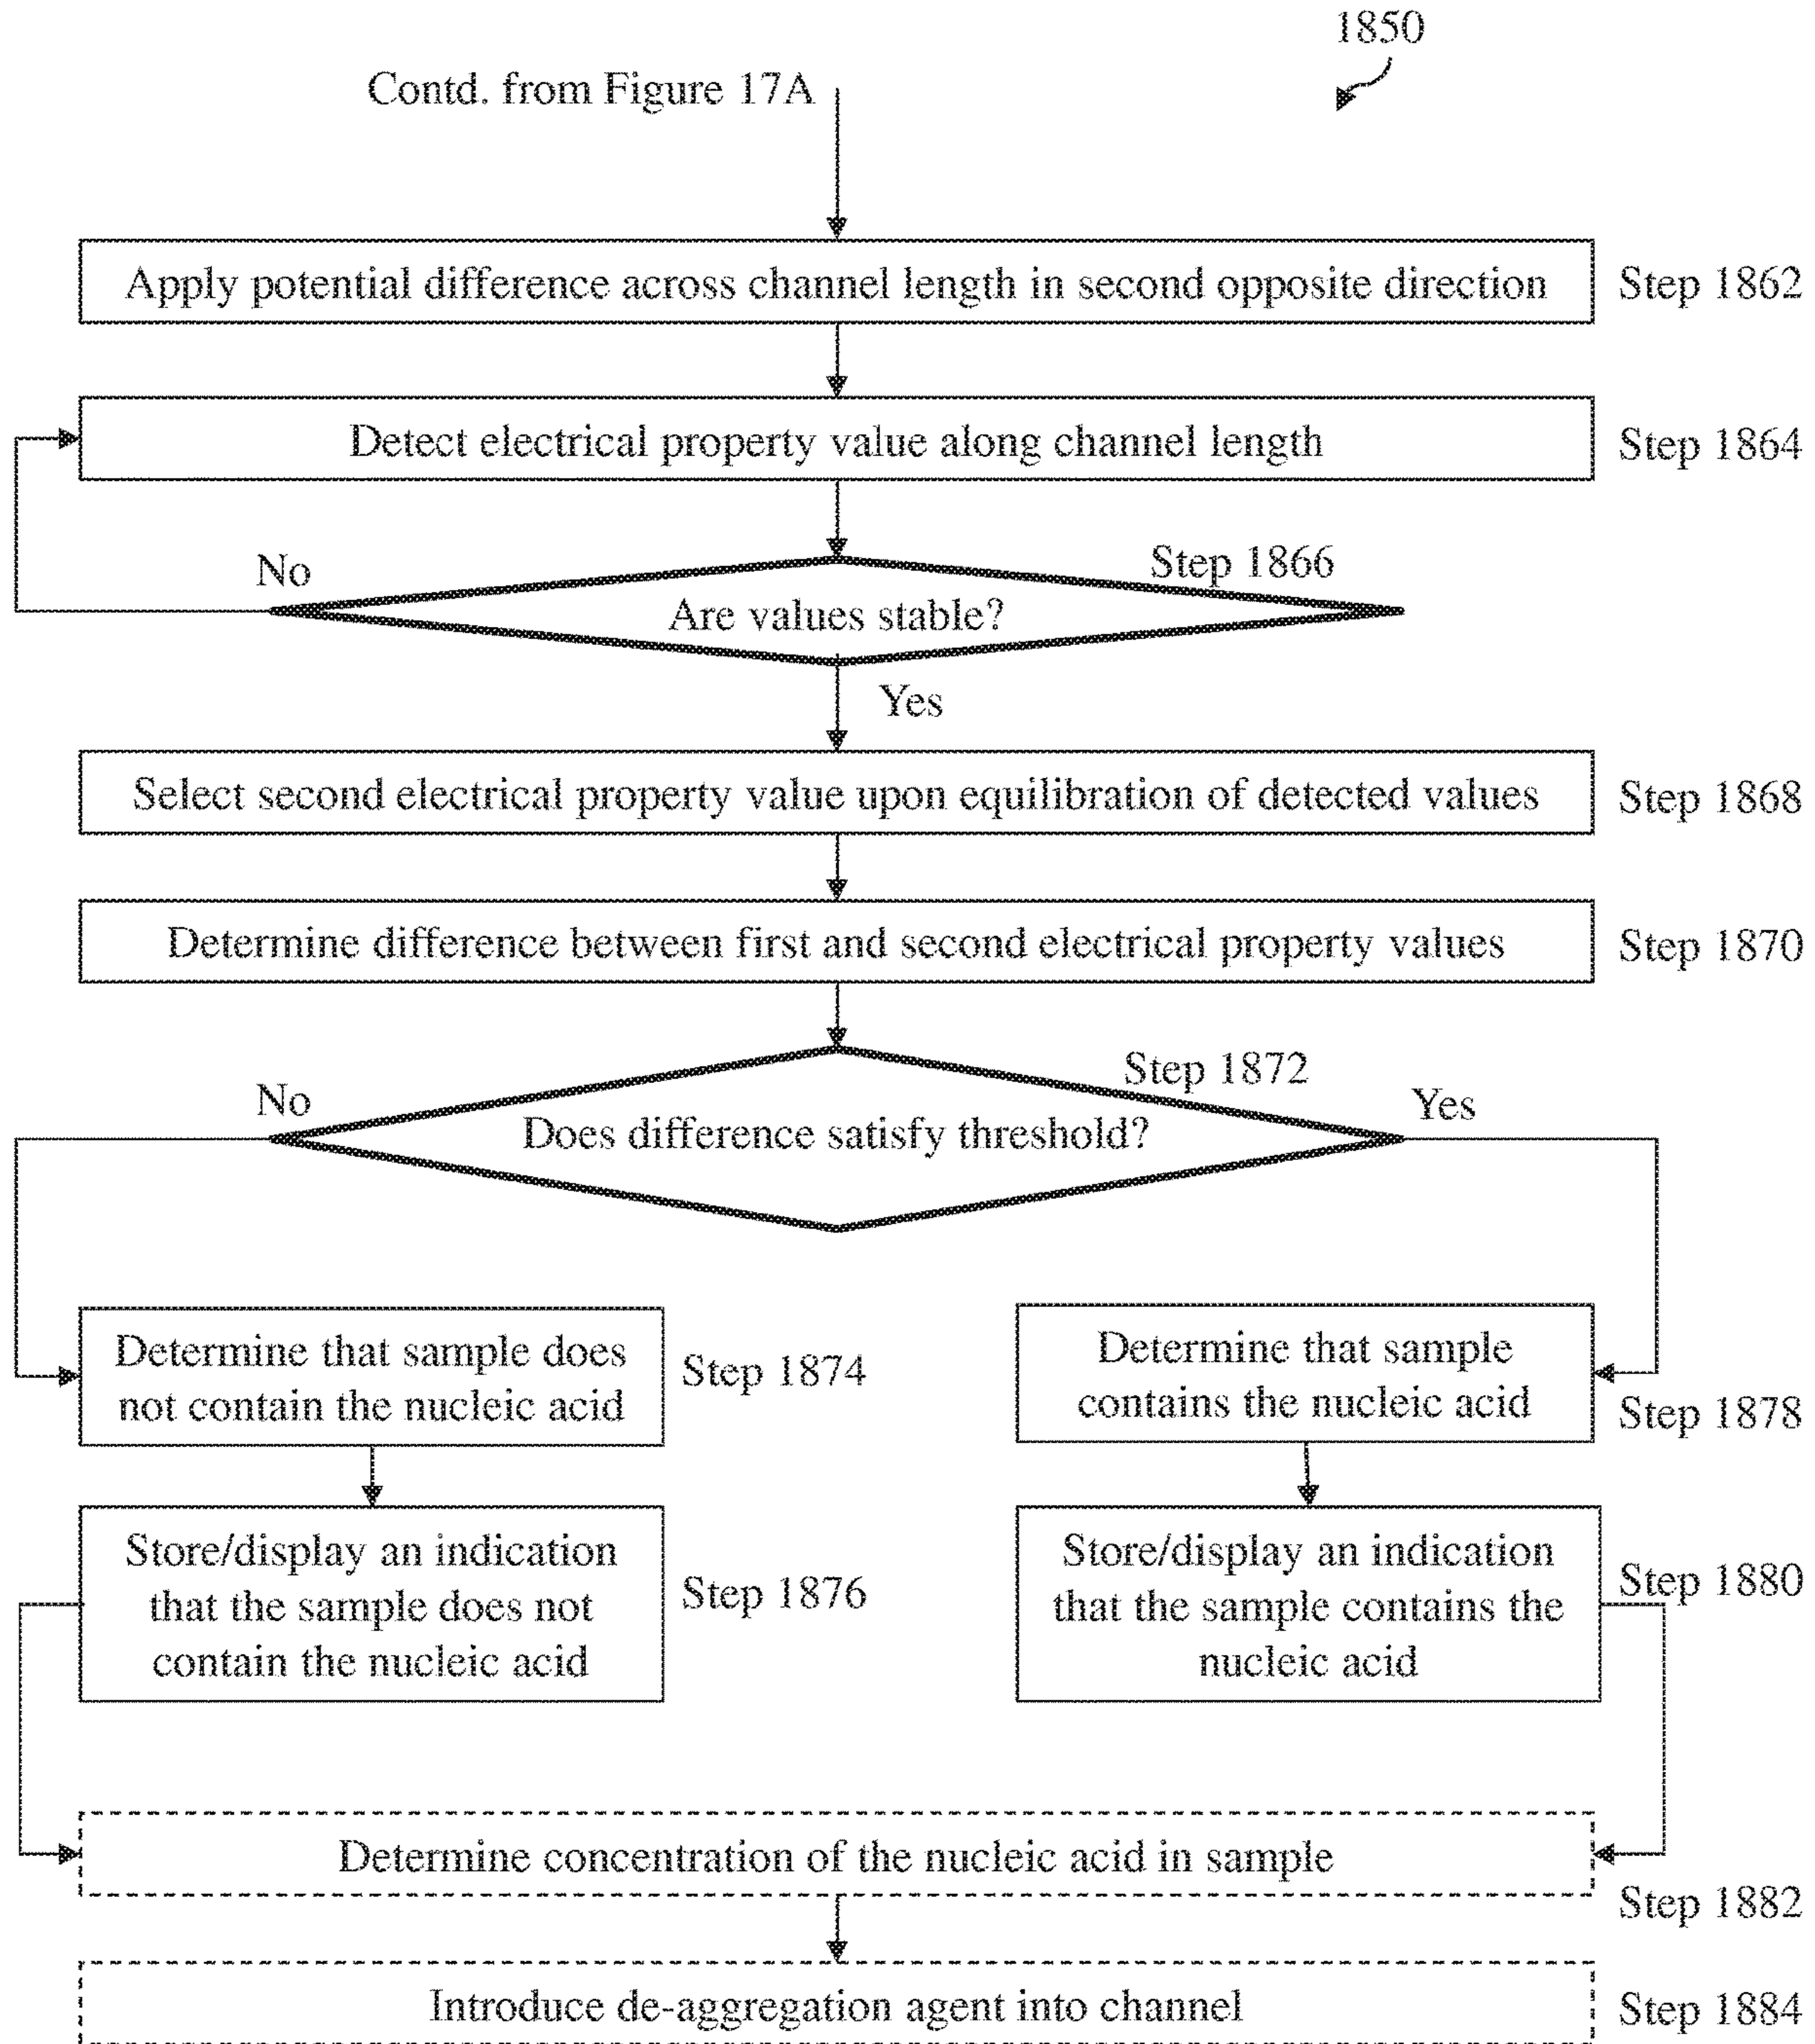 1850
Contd. from Figure 17A
Apply potential difference across channel length in second opposite direction
Step 1862
Detect electrical property value along channel length
Step 1864
No
Step 1866
Are values stable?
Yes
Select second electrical property value upon equilibration of detected values
Step 1868
Determine difference between first and second electrical property values
Step 1870
Step 1872
No
Yes
Does difference satisfy threshold?
Determine that sample does
not contain the nucleic acid
Step 1874
Determine that sample
contains the nucleic acid
Step 1878
Store/display an indication
that the sample does not
contain the nucleic acid
Step 1876
Store/display an indication
that the sample contains the
nucleic acid
Step 1880
Determine concentration of the nucleic acid in sample
Step 1882
Introduce de-aggregation agent into channel
Step 1884